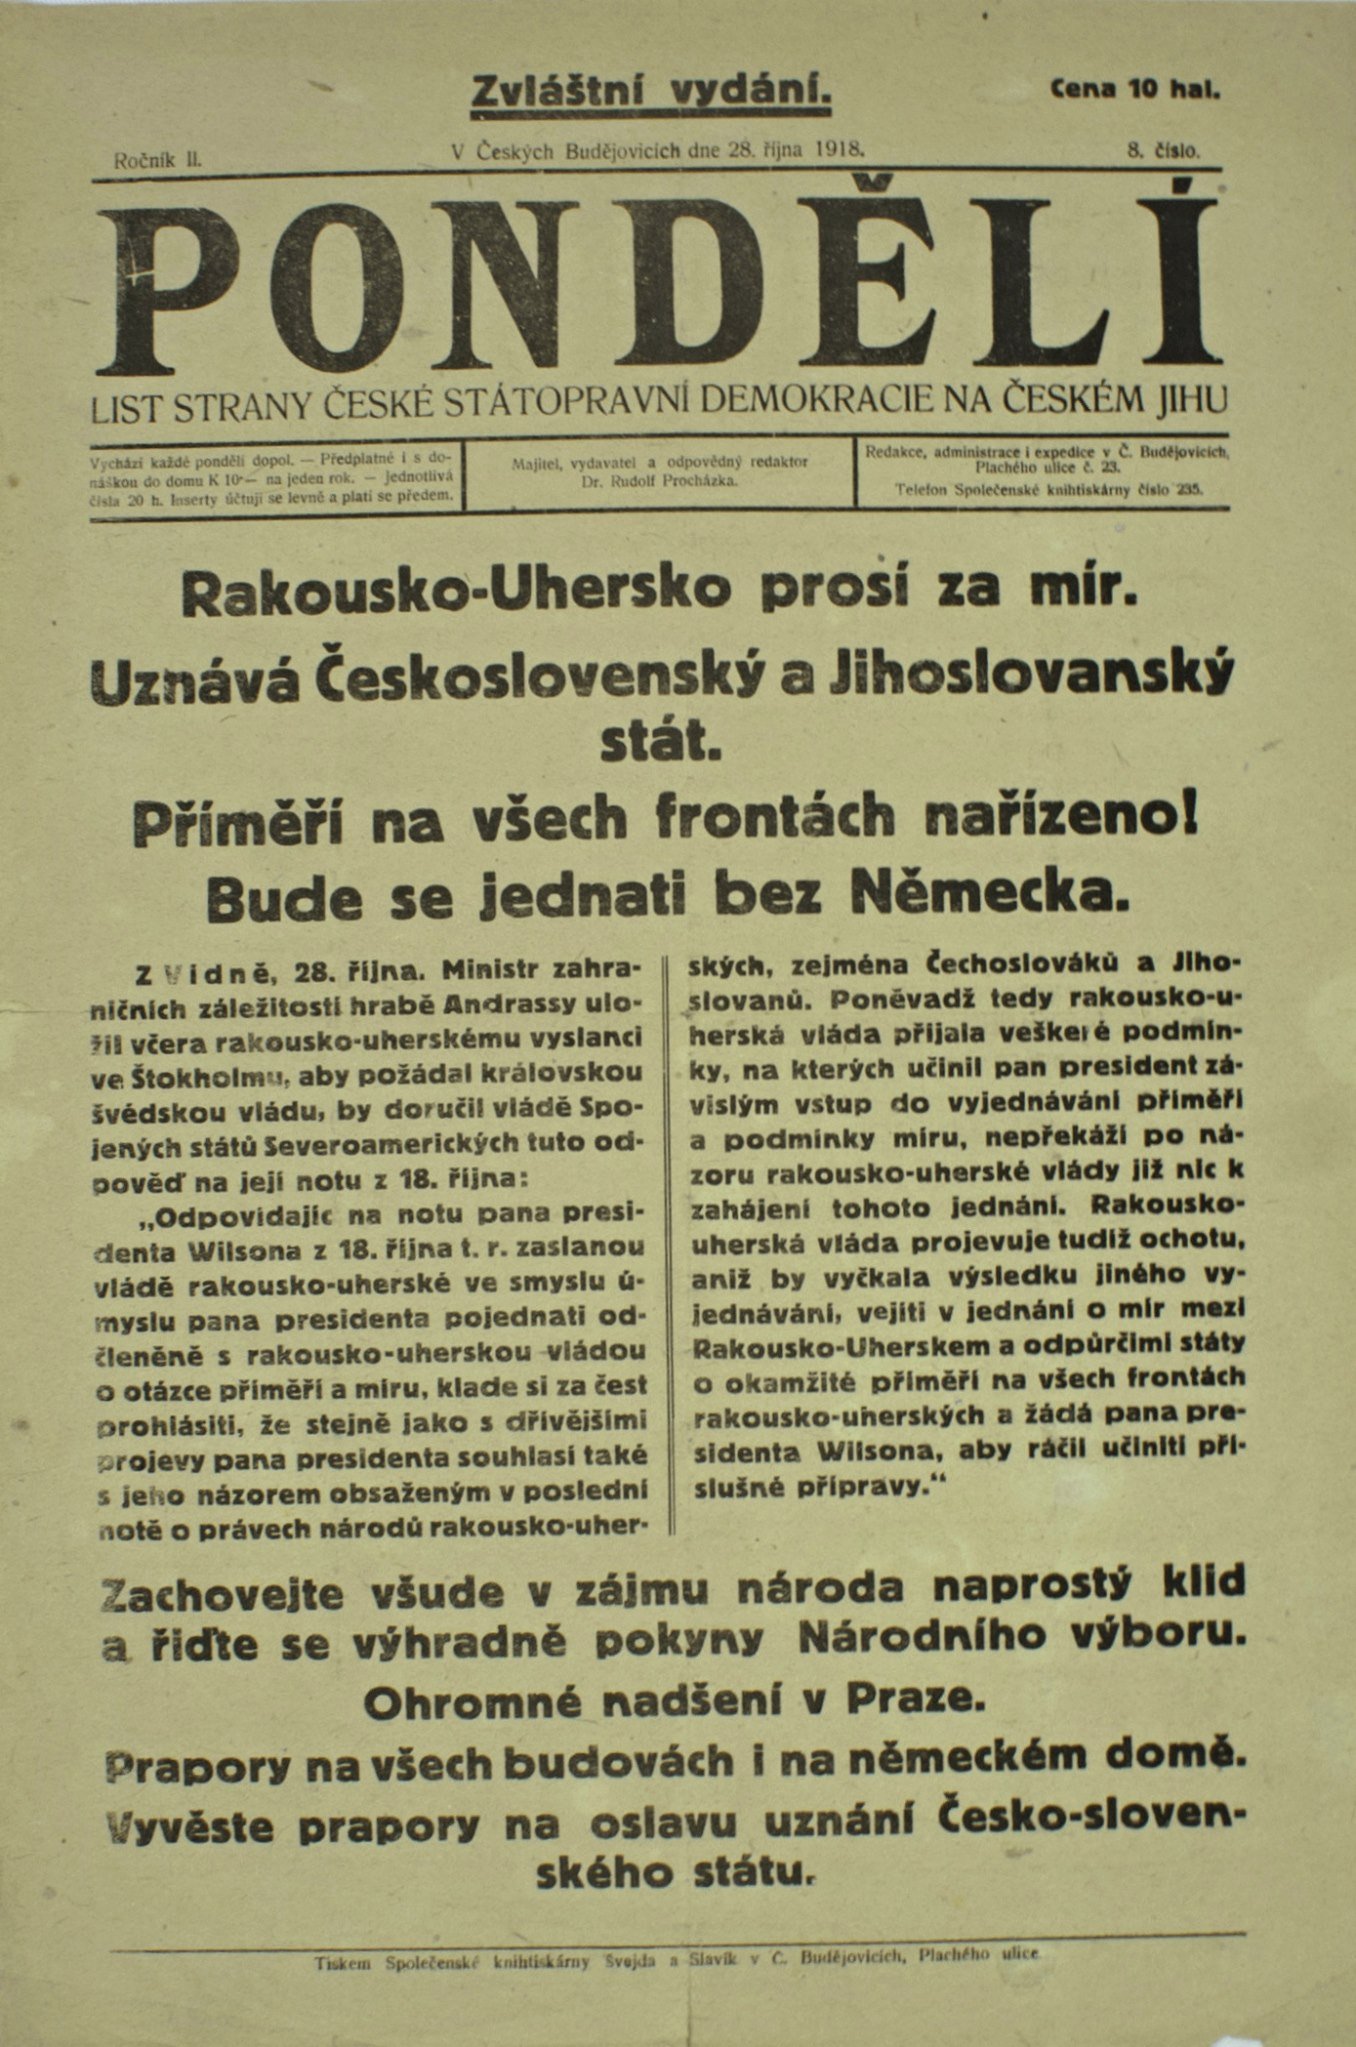 Zvláštní vydání.
Cena 10 hal.
Ročník II.
V Českých Budějovicích dne 28. října 1918.
8. číslo.
PONDĚLÍ
LIST STRANY ČESKÉ STÁTOPRAVNÍ DEMOKRACIE NA ČESKÉM JIHU
Vychází každé pondělí dopol. — Předplatné i s do-
náškou do domu K 10·— na jeden rok. — Jednotlivá
čísla 20 h. Inserty účtují se levně a platí se předem.
Majitel, vydavatel a odpovědný redaktor
Dr. Rudolf Procházka.
Redakce, administrace i expedice v Č. Budějovicích,
Plachého ulice č. 23.
Telefon Společenské knihtiskárny číslo 235.
Rakousko-Uhersko prosí za mír.
Uznává Československý a Jihoslovanský
stát.
Příměří na všech frontách nařízeno!
Bude se jednati bez Německa.
Z Vídně, 28. října. Ministr zahra-
ničních záležitostí hrabě Andrassy ulo-
žil včera rakousko-uherskému vyslanci
ve Štokholmu, aby požádal královskou
švédskou vládu, by doručil vládě Spo-
jených států Severoamerických tuto od-
pověď na její notu z 18. října:
„Odpovídajíc na notu pana presi-
denta Wilsona z 18. října t. r. zaslanou
vládě rakousko-uherské ve smyslu ú-
myslu pana presidenta pojednati od-
členěně s rakousko-uherskou vládou
o otázce příměří a míru, klade si za čest
prohlásiti, že stejně jako s dřívějšími
projevy pana presidenta souhlasí také
s jeho názorem obsaženým v poslední
notě o právech národů rakousko-uher-
ských, zejména Čechoslováků a Jiho-
slovanů. Poněvadž tedy rakousko-u-
herská vláda přijala veškeré podmín-
ky, na kterých učinil pan president zá-
vislým vstup do vyjednávání příměří
a podmínky míru, nepřekáží po ná-
zoru rakousko-uherské vlády již nic k
zahájení tohoto jednání. Rakousko-
uherská vláda projevuje tudíž ochotu,
aniž by vyčkala výsledku jiného vy-
jednávání, vejíti v jednání o mír mezi
Rakousko-Uherskem a odpůrčími státy
o okamžité příměří na všech frontách
rakousko-uherských a žádá pana pre-
sidenta Wilsona, aby ráčil učiniti pří-
slušné přípravy.“
Zachovejte všude v zájmu národa naprostý klid
a řiďte se výhradně pokyny Národního výboru.
Ohromné nadšení v Praze.
Prapory na všech budovách i na německém domě.
Vyvěste prapory na oslavu uznání Česko-sloven-
ského státu.
Tiskem Společenské knihtiskárny Švejda a Slavík v Č. Budějovicích, Plachého ulice